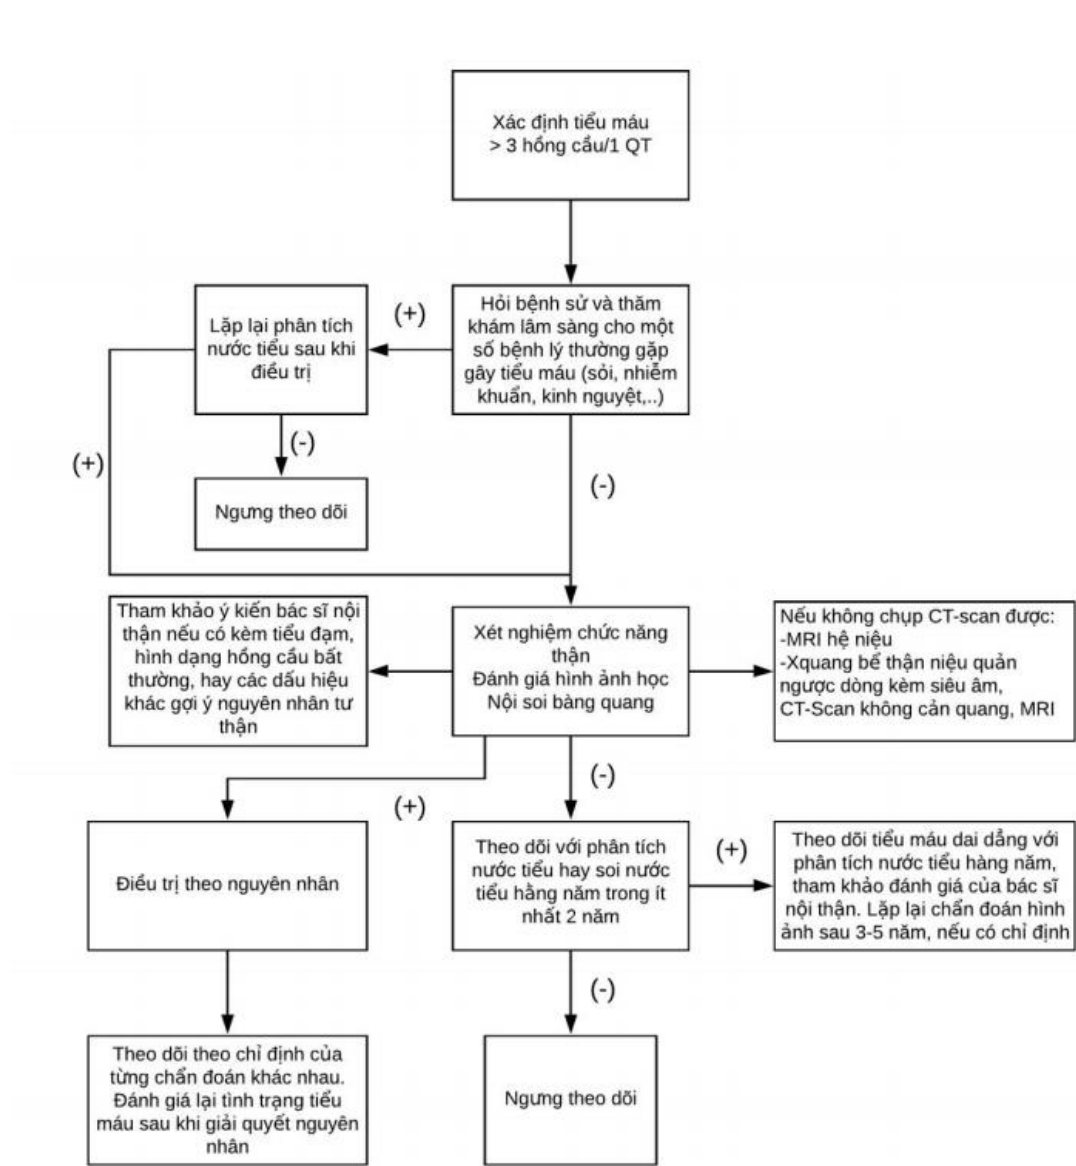 Xác định tiểu máu
> 3 hồng cầu/1 QT
Hỏi bệnh sử và thăm
khám lâm sàng cho một
số bệnh lý thường gặp
gây tiểu máu (sỏi, nhiễm
khuẩn, kinh nguyệt,..)
(+)
Lặp lại phân tích
nước tiểu sau khi
điều trị
(-)
(+)
Ngưng theo dõi
(-)
Tham khảo ý kiến bác sĩ nội
thận nếu có kèm tiểu đạm,
hình dạng hồng cầu bất
thường, hay các dấu hiệu
khác gợi ý nguyên nhân tư
thận
Xét nghiệm chức năng
thận
Đánh giá hình ảnh học
Nội soi bàng quang
Nếu không chụp CT-scan được:
-MRI hệ niệu
-Xquang bể thận niệu quản
ngược dòng kèm siêu âm,
CT-Scan không cản quang, MRI
(+)
(-)
Điều trị theo nguyên nhân
Theo dõi với phân tích
nước tiểu hay soi nước
tiểu hằng năm trong ít
nhất 2 năm
(+)
Theo dõi tiểu máu dai dẳng với
phân tích nước tiểu hàng năm,
tham khảo đánh giá của bác sĩ
nội thận. Lặp lại chẩn đoán hình
ảnh sau 3-5 năm, nếu có chỉ định
(-)
Theo dõi theo chỉ định của
từng chẩn đoán khác nhau.
Đánh giá lại tình trạng tiểu
máu sau khi giải quyết nguyên
nhân
Ngưng theo dõi